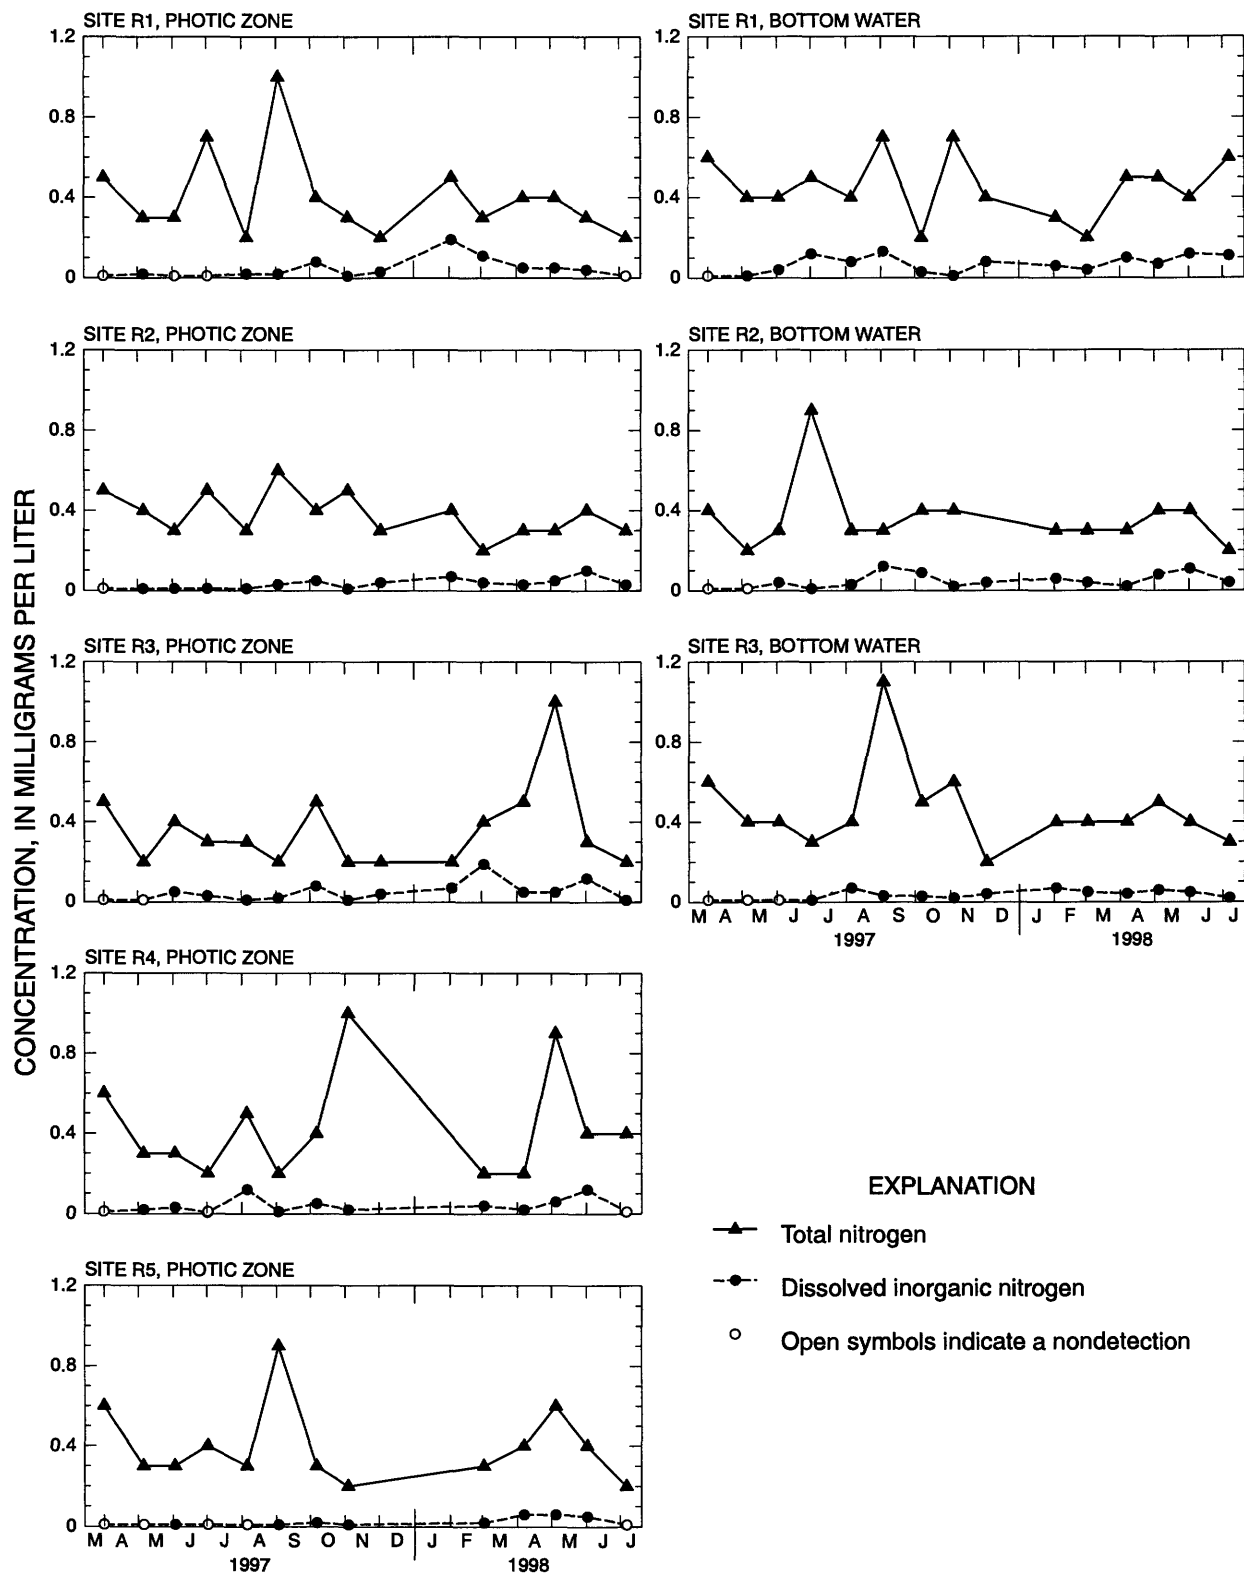 CONCENTRATION, IN MILLIGRAMS PER LITER
SITE R1, PHOTIC ZONE
1.2
0.8
0.4
0
SITE R1, BOTTOM WATER
1.2
0.8
0.4
0
SITE R2, PHOTIC ZONE
1.2
0.8
0.4
0
SITE R2, BOTTOM WATER
1.2
0.8
0.4
0
SITE R3, PHOTIC ZONE
1.2
0.8
0.4
0
SITE R3, BOTTOM WATER
1.2
0.8
0.4
0
M A M J J A S O N D J F M A M J J
1997 1998
SITE R4, PHOTIC ZONE
1.2
0.8
0.4
0
SITE R5, PHOTIC ZONE
1.2
0.8
0.4
0
M A M J J A S O N D J F M A M J J
1997 1998
EXPLANATION
Total nitrogen
Dissolved inorganic nitrogen
Open symbols indicate a nondetection